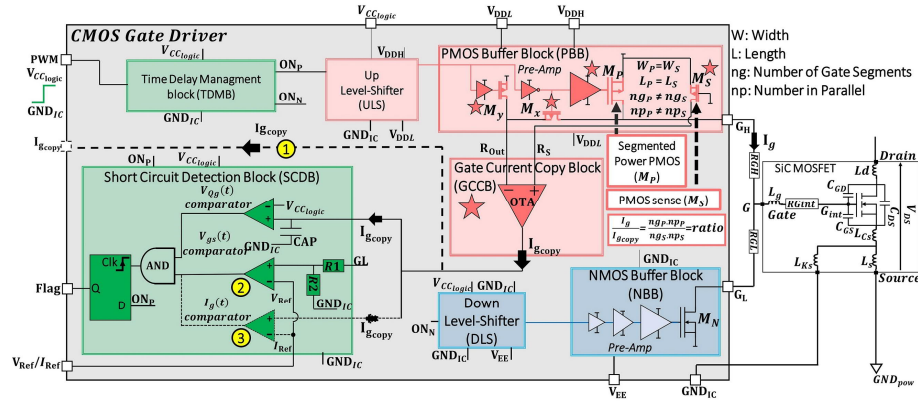 CMOS Gate Driver
V_CClogic
V_DDL
V_DDH
W: Width
L: Length
ng: Number of Gate Segments
np: Number in Parallel
PWM
V_CClogic
GND_IC
I_gcopy
V_CClogic
Time Delay Managment
block (TDMB)
GND_IC
ON_P
ON_N
V_DDH
Up
Level-Shifter
(ULS)
GND_IC
V_DDL
PMOS Buffer Block (PBB)
Pre-Amp
M_y
M_x
M_P
W_P=W_S
L_P = L_S
ng_P ≠ ng_S
np_P ≠ np_S
M_S
V_DDL
G_H
I_g
R_Out
R_S
Segmented
Power PMOS
(M_P)
PMOS sense (M_S)
I_g/I_gcopy = ng_P.np_P/ng_S.np_S = ratio
Gate Current Copy Block
(GCCB)
OTA
I_gcopy
Igcopy
1
ON_P
V_CClogic
Short Circuit Detection Block (SCDB)
V_Qg(t)
comparator
V_CClogic
GND_IC
CAP
I_gcopy
V_gs(t)
comparator
R1
GL
R2
GND_IC
Clk
AND
Q
D
ON_P
2
V_Ref
I_g(t)
comparator
3
I_Ref
I_gcopy
GND_IC
Flag
V_Ref/I_Ref
V_CClogic
GND_IC
Down
Level-Shifter
(DLS)
ON_N
GND_IC
V_EE
GND_IC
NMOS Buffer Block
(NBB)
Pre-Amp
M_N
G_L
V_EE
GND_IC
RGH
RGL
G
SiC MOSFET
Drain
Ld
L_g
RGint
Gate
G_int
C_GD
C_GS
C_DS
V_DS
L_Cs
L_Ks
L_s
Source
GND_pow